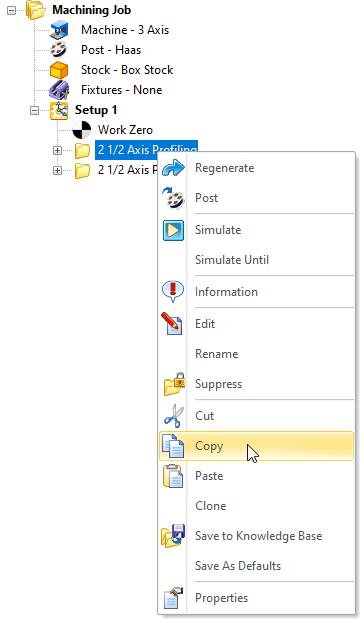 Machining Job
Machine - 3 Axis
Post - Haas
Stock - Box Stock
Fixtures - None
Setup 1
Work Zero
2 1/2 Axis Profiling
2 1/2 Axis P
Regenerate
Post
Simulate
Simulate Until
Information
Edit
Rename
Suppress
Cut
Copy
Paste
Clone
Save to Knowledge Base
Save As Defaults
Properties